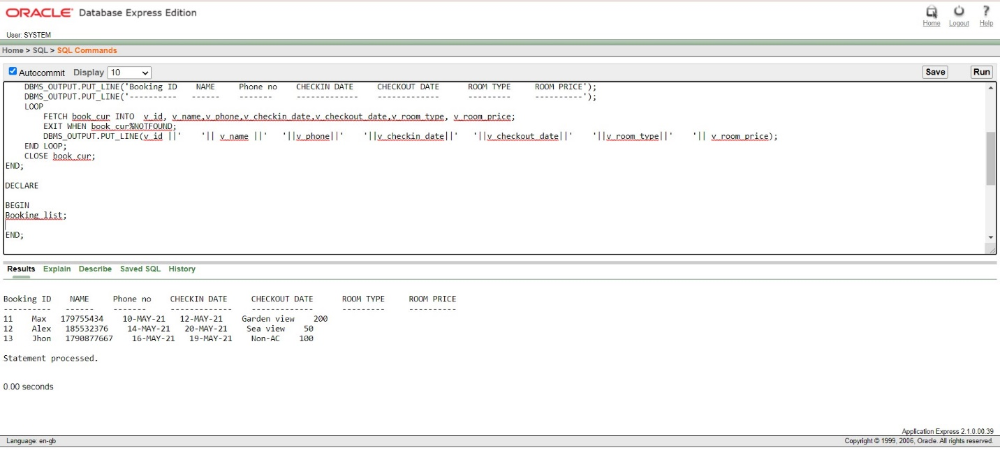 ORACLE Database Express Edition
Home Logout Help
User: SYSTEM
Home > SQL > SQL Commands
Autocommit Display 10 Save Run
DBMS_OUTPUT.PUT_LINE('Booking ID    NAME     Phone no    CHECKIN DATE     CHECKOUT DATE      ROOM TYPE     ROOM PRICE');
DBMS_OUTPUT.PUT_LINE('----------   ------    -------     -------------    -------------      ---------     ----------');
LOOP
FETCH book_cur INTO  v_id, v_name,v_phone,v_checkin_date,v_checkout_date,v_room_type, v_room_price;
EXIT WHEN book_cur%NOTFOUND;
DBMS_OUTPUT.PUT_LINE(v_id ||'    '|| v_name ||'   '||v_phone||'    '||v_checkin_date||'   '||v_checkout_date||'    '||v_room_type||'    '|| v_room_price);
END LOOP;
CLOSE book_cur;
END;
DECLARE
BEGIN
Booking_list;
END;
Results Explain Describe Saved SQL History
Booking ID    NAME     Phone no    CHECKIN DATE     CHECKOUT DATE      ROOM TYPE     ROOM PRICE
----------   ------    -------     -------------    -------------      ---------     ----------
11    Max   179755434    10-MAY-21   12-MAY-21    Garden view    200
12    Alex   185532376    14-MAY-21   20-MAY-21    Sea view    50
13    Jhon   1790877667    16-MAY-21   19-MAY-21    Non-AC    100
Statement processed.
0.00 seconds
Application Express 2.1.0.00.39
Language: en-gb Copyright © 1999, 2006, Oracle. All rights reserved.